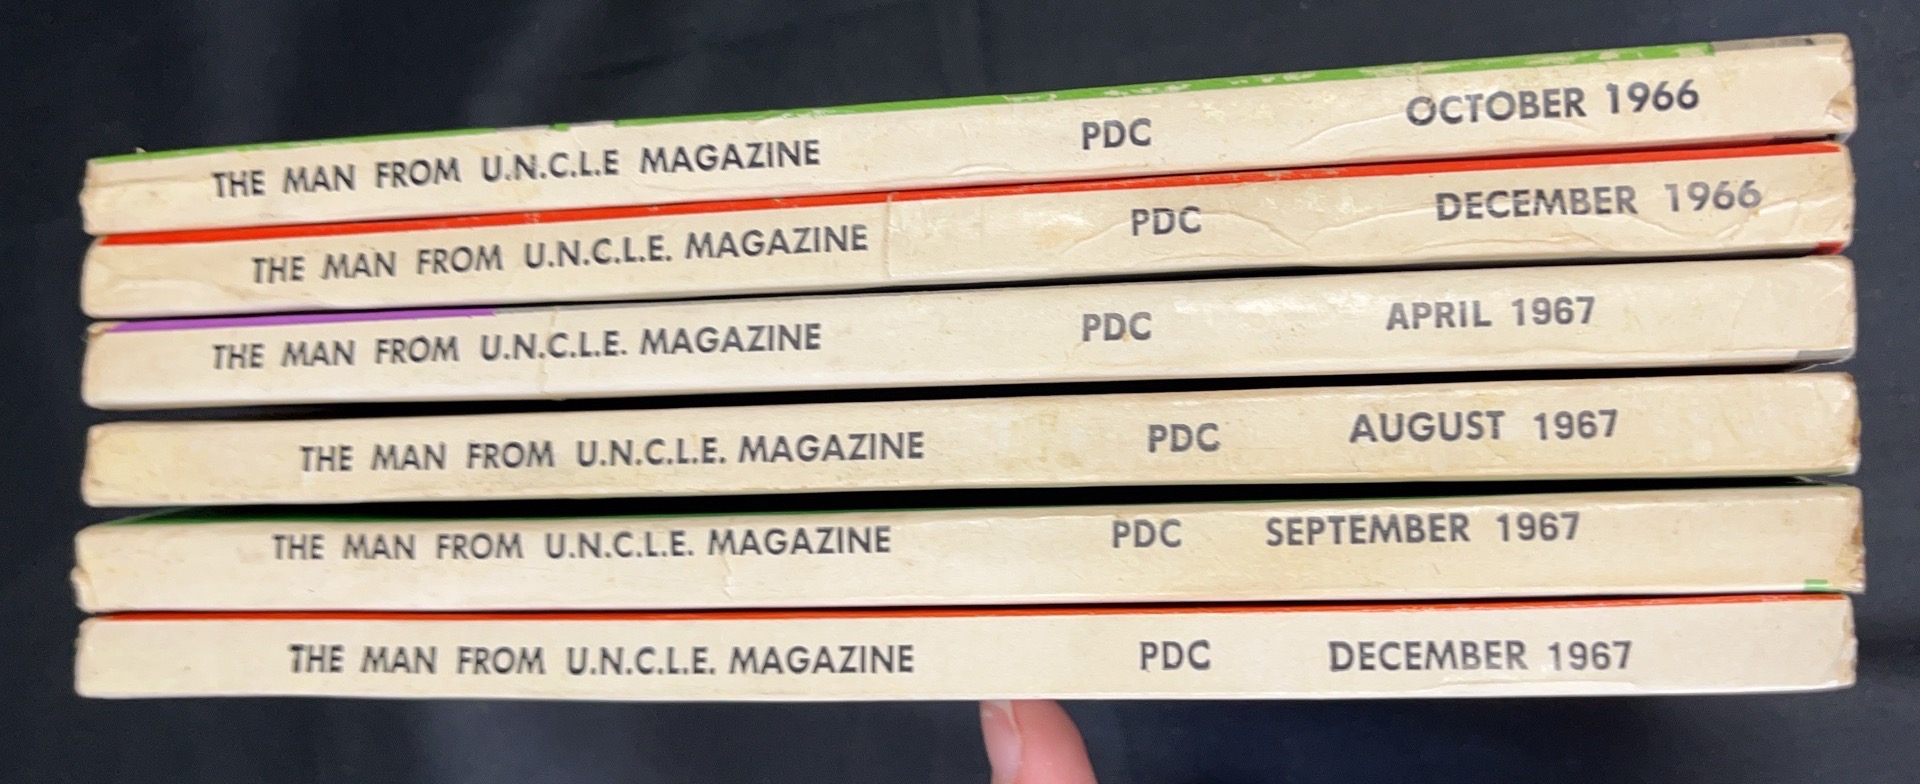 THE MAN FROM U.N.C.L.E MAGAZINE PDC OCTOBER 1966
THE MAN FROM U.N.C.L.E. MAGAZINE PDC DECEMBER 1966
THE MAN FROM U.N.C.L.E. MAGAZINE PDC APRIL 1967
THE MAN FROM U.N.C.L.E. MAGAZINE PDC AUGUST 1967
THE MAN FROM U.N.C.L.E. MAGAZINE PDC SEPTEMBER 1967
THE MAN FROM U.N.C.L.E. MAGAZINE PDC DECEMBER 1967